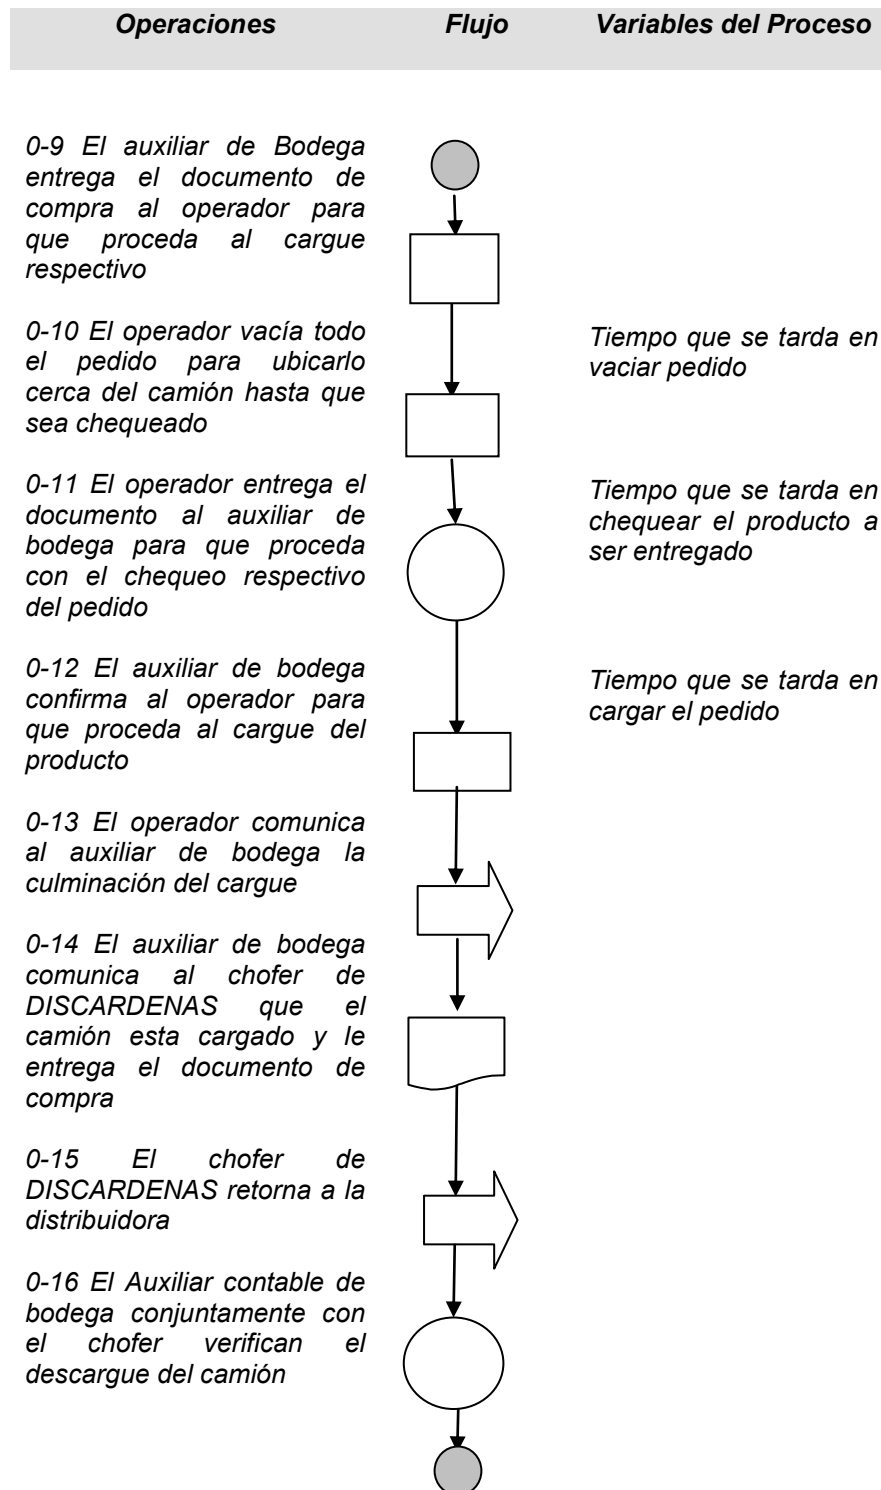 Operaciones Flujo Variables del Proceso
0-9 El auxiliar de Bodega
entrega el documento de
compra al operador para
que proceda al cargue
respectivo
0-10 El operador vacía todo
el pedido para ubicarlo
cerca del camión hasta que
sea chequeado
Tiempo que se tarda en
vaciar pedido
0-11 El operador entrega el
documento al auxiliar de
bodega para que proceda
con el chequeo respectivo
del pedido
Tiempo que se tarda en
chequear el producto a
ser entregado
0-12 El auxiliar de bodega
confirma al operador para
que proceda al cargue del
producto
Tiempo que se tarda en
cargar el pedido
0-13 El operador comunica
al auxiliar de bodega la
culminación del cargue
0-14 El auxiliar de bodega
comunica al chofer de
DISCARDENAS que el
camión esta cargado y le
entrega el documento de
compra
0-15 El chofer de
DISCARDENAS retorna a la
distribuidora
0-16 El Auxiliar contable de
bodega conjuntamente con
el chofer verifican el
descargue del camión